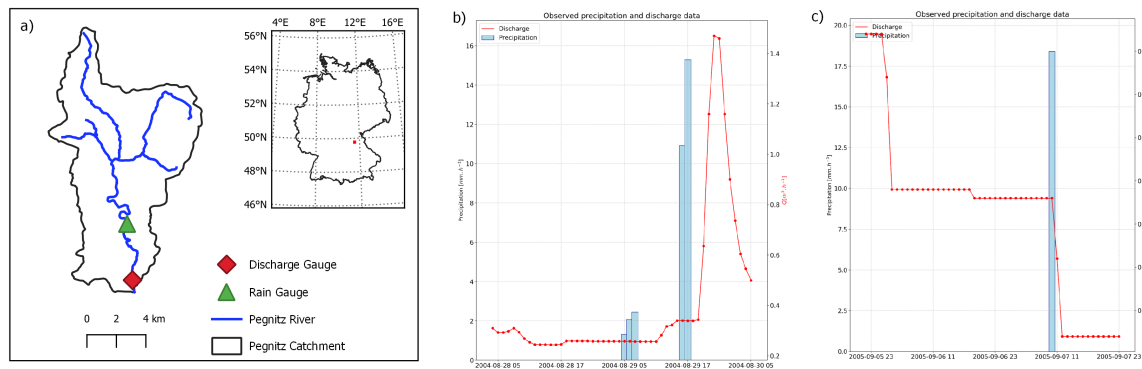 a)
4°E 8°E 12°E 16°E
56°N
54°N
52°N
50°N
48°N
46°N
Discharge Gauge
Rain Gauge
Pegnitz River
Pegnitz Catchment
0 2 4 km
b)
Observed precipitation and discharge data
Discharge
Precipitation
16
14
12
10
8
6
4
2
0
Precipitation [mm.h⁻¹]
1.4
1.2
1.0
0.8
0.6
0.4
0.2
2004-08-28 05 2004-08-28 17 2004-08-29 05 2004-08-29 17 2004-08-30 05
c)
Observed precipitation and discharge data
Discharge
Precipitation
20.0
17.5
15.0
12.5
10.0
7.5
5.0
2.5
0.0
Precipitation [mm.h⁻¹]
2005-09-05 23 2005-09-06 11 2005-09-06 23 2005-09-07 11 2005-09-07 23